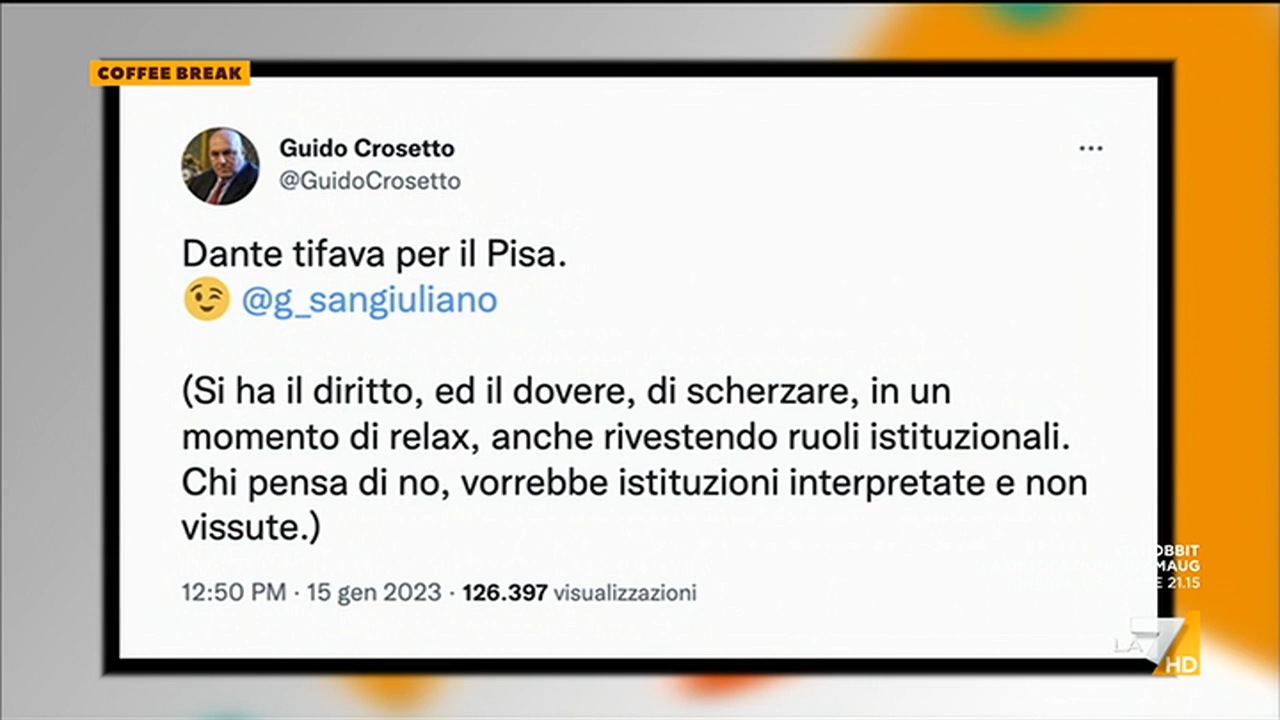 COFFEE BREAK
Guido Crosetto
@GuidoCrosetto
Dante tifava per il Pisa.
😉 @g_sangiuliano
(Si ha il diritto, ed il dovere, di scherzare, in un
momento di relax, anche rivestendo ruoli istituzionali.
Chi pensa di no, vorrebbe istituzioni interpretate e non
vissute.)
12:50 PM · 15 gen 2023 · 126.397 visualizzazioni
21.15
LA7
HD